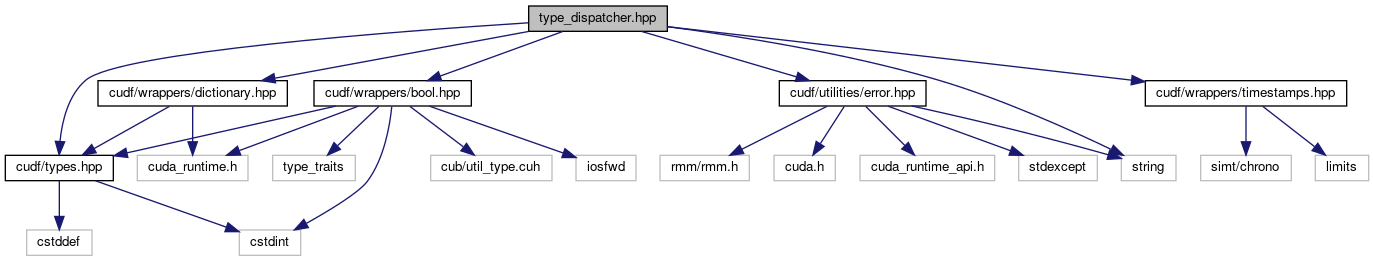 type_dispatcher.hpp
cudf/wrappers/dictionary.hpp
cudf/wrappers/bool.hpp
cudf/utilities/error.hpp
cudf/wrappers/timestamps.hpp
cudf/types.hpp
cuda_runtime.h
type_traits
cub/util_type.cuh
iosfwd
rmm/rmm.h
cuda.h
cuda_runtime_api.h
stdexcept
string
simt/chrono
limits
cstddef
cstdint